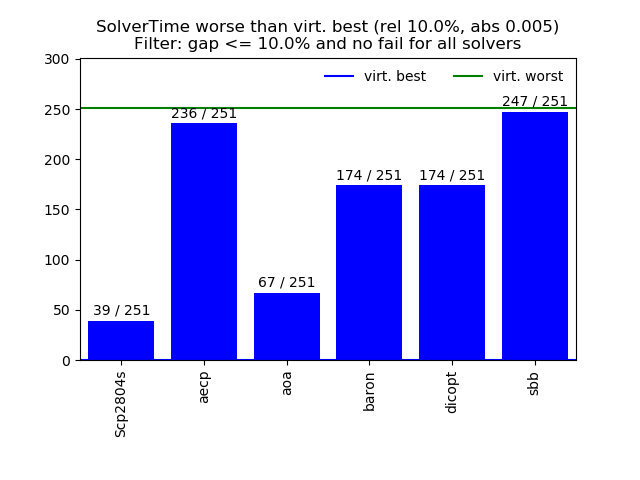 SolverTime worse than virt. best (rel 10.0%, abs 0.005)
Filter: gap <= 10.0% and no fail for all solvers
300
250
200
150
100
50
0
virt. best
virt. worst
39 / 251
236 / 251
67 / 251
174 / 251
174 / 251
247 / 251
Scp2804s
aecp
aoa
baron
dicopt
sbb